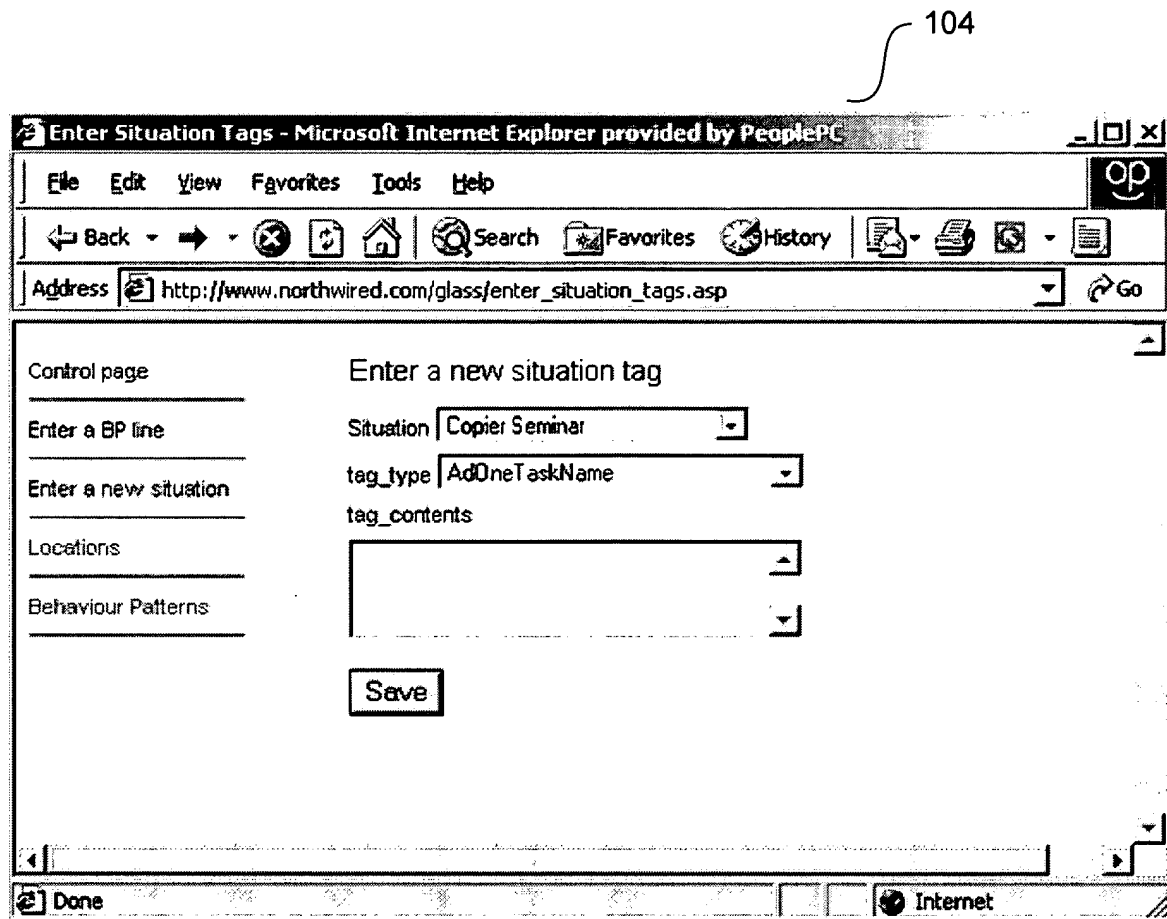 104
Enter Situation Tags - Microsoft Internet Explorer provided by PeoplePC
File Edit View Favorites Tools Help
Back Search Favorites History
Address http://www.northwired.com/glass/enter_situation_tags.asp Go
Control page
Enter a BP line
Enter a new situation
Locations
Behaviour Patterns
Enter a new situation tag
Situation Copier Seminar
tag_type AdOneTaskName
tag_contents
Save
Done Internet